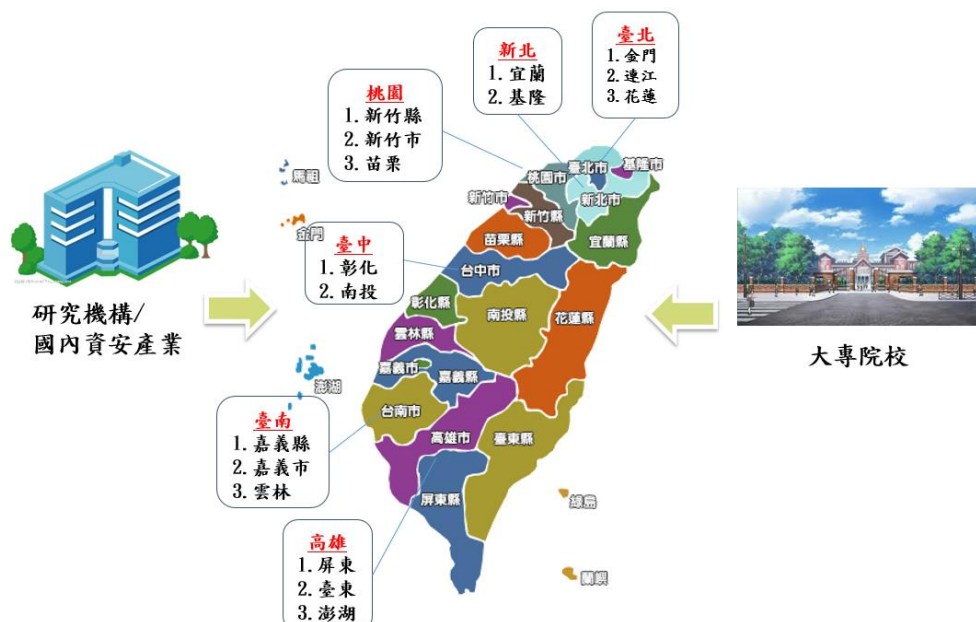 新北
1. 宜蘭
2. 基隆
臺北
1. 金門
2. 連江
3. 花蓮
桃園
1. 新竹縣
2. 新竹市
3. 苗栗
馬祖
金門
臺中
1. 彰化
2. 南投
臺北市
基隆市
桃園市
新北市
新竹市
新竹縣
宜蘭縣
苗栗縣
台中市
彰化縣
南投縣
花蓮縣
雲林縣
嘉義市
嘉義縣
澎湖
台南市
高雄市
臺東縣
屏東縣
綠島
蘭嶼
研究機構/
國內資安產業
大專院校
臺南
1. 嘉義縣
2. 嘉義市
3. 雲林
高雄
1. 屏東
2. 臺東
3. 澎湖